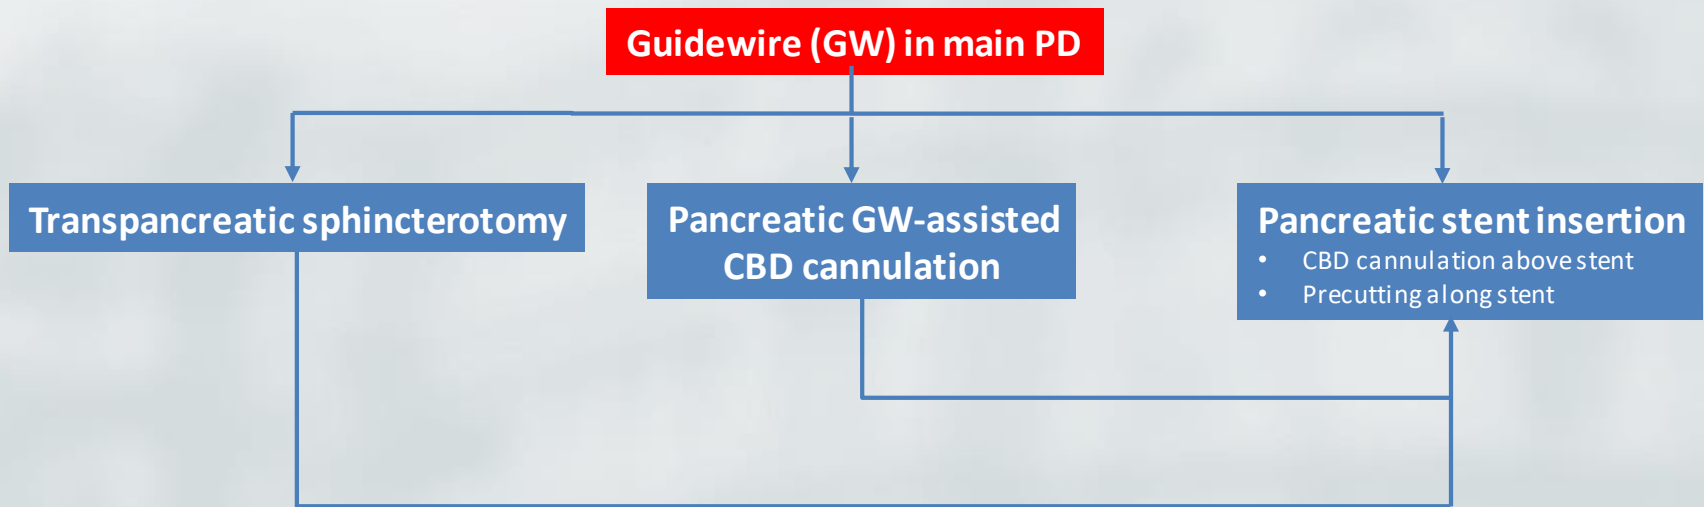 Guidewire (GW) in main PD
Transpancreatic sphincterotomy
Pancreatic GW-assisted
CBD cannulation
Pancreatic stent insertion
• CBD cannulation above stent
• Precutting along stent